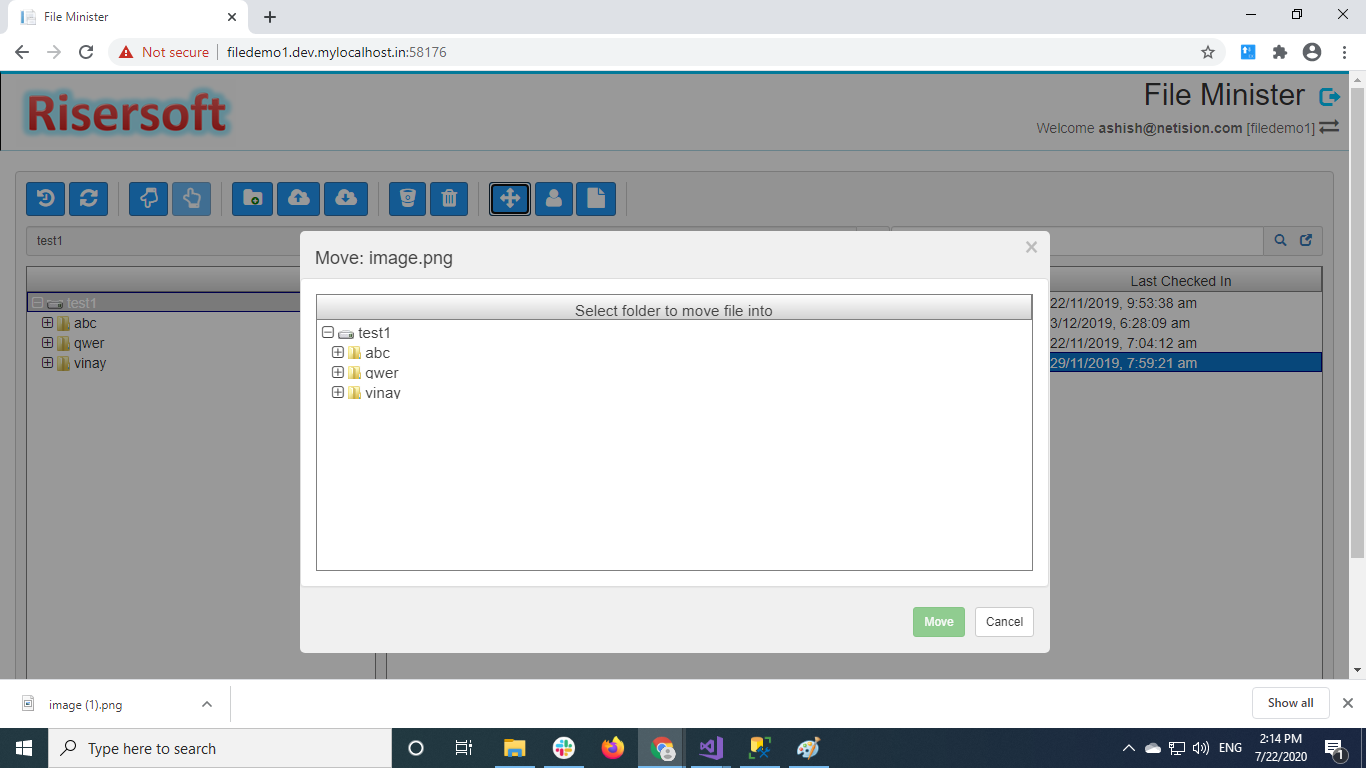 File Minister
Not secure
filedemo1.dev.mylocalhost.in:58176
Risersoft
File Minister
Welcome ashish@netision.com [filedemo1]
test1
Last Checked In
test1
abc
qwer
vinay
22/11/2019, 9:53:38 am
3/12/2019, 6:28:09 am
22/11/2019, 7:04:12 am
29/11/2019, 7:59:21 am
Move: image.png
Select folder to move file into
test1
abc
qwer
vinay
Move
Cancel
image (1).png
Show all
Type here to search
ENG
2:14 PM
7/22/2020
1